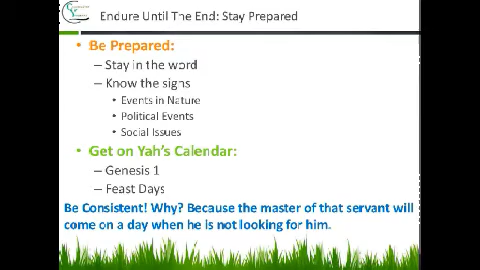 Endure Until The End: Stay Prepared
• Be Prepared:
– Stay in the word
– Know the signs
• Events in Nature
• Political Events
• Social Issues
• Get on Yah's Calendar:
– Genesis 1
– Feast Days
Be Consistent! Why? Because the master of that servant will
come on a day when he is not looking for him.